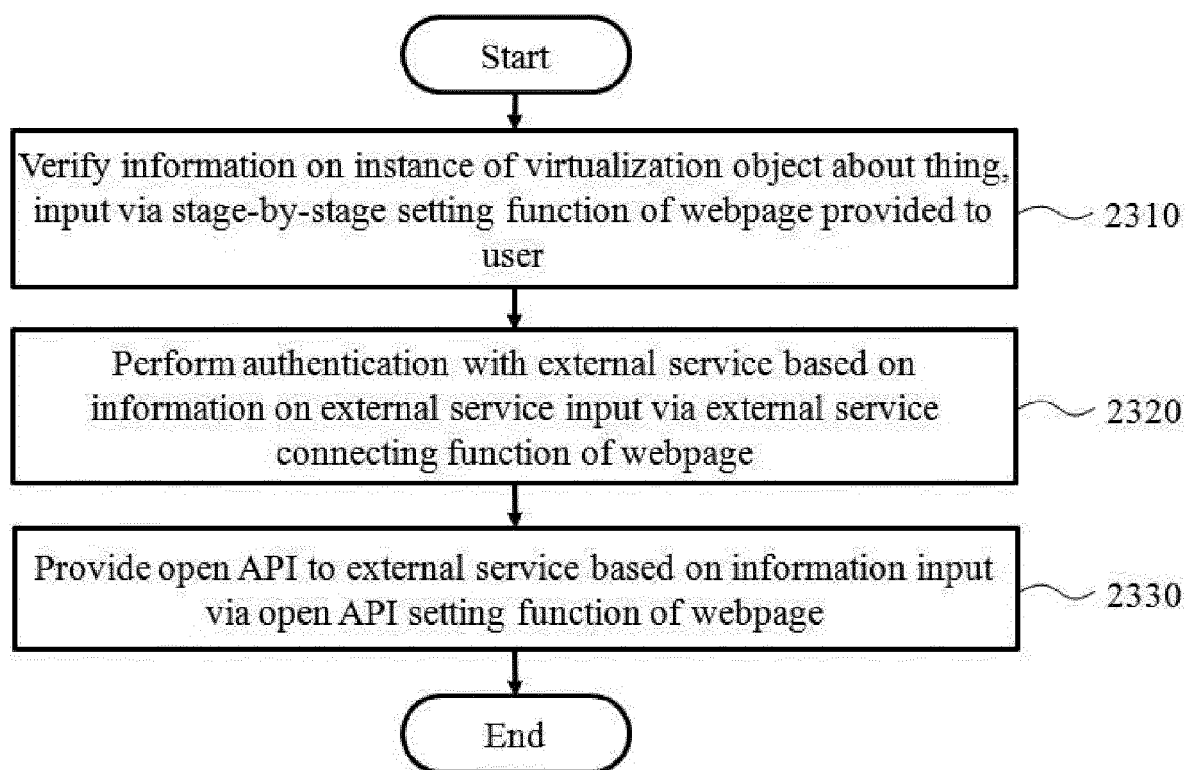 Start
Verify information on instance of virtualization object about thing,
input via stage-by-stage setting function of webpage provided to
user
2310
Perform authentication with external service based on
information on external service input via external service
connecting function of webpage
2320
Provide open API to external service based on information input
via open API setting function of webpage
2330
End